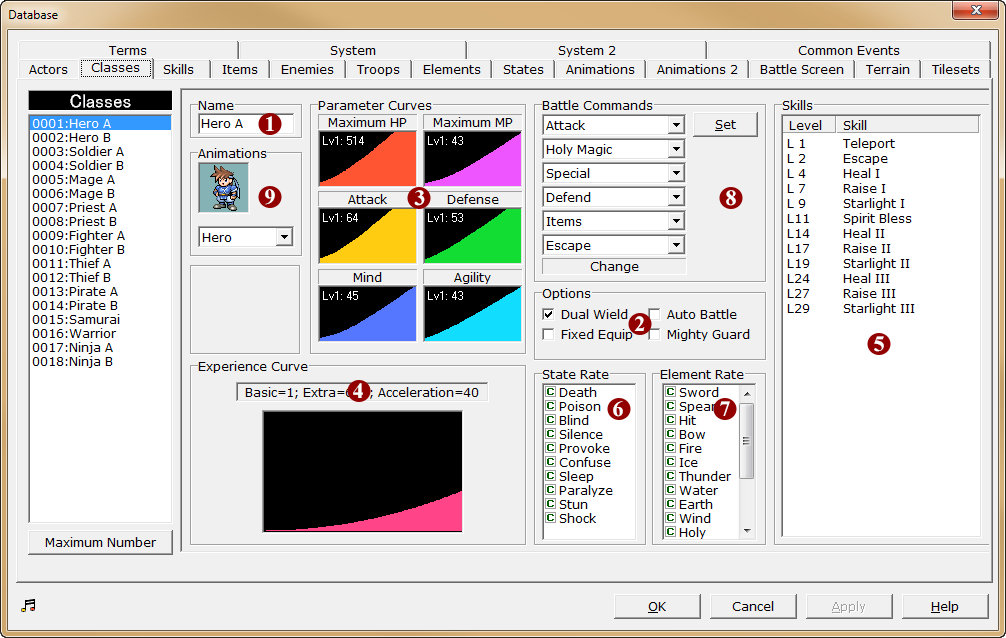 Database
Terms System System 2 Common Events
Actors Classes Skills Items Enemies Troops Elements States Animations Animations 2 Battle Screen Terrain Tilesets
Classes
0001:Hero A
0002:Hero B
0003:Soldier A
0004:Soldier B
0005:Mage A
0006:Mage B
0007:Priest A
0008:Priest B
0009:Fighter A
0010:Fighter B
0011:Thief A
0012:Thief B
0013:Pirate A
0014:Pirate B
0015:Samurai
0016:Warrior
0017:Ninja A
0018:Ninja B
Maximum Number
Name
Hero A 1
Animations
9
Hero
Parameter Curves
Maximum HP Maximum MP
Lv1: 514 Lv1: 43
Attack 3 Defense
Lv1: 64 Lv1: 53
Mind Agility
Lv1: 45 Lv1: 43
Experience Curve
Basic=1; Extra= 4 ; Acceleration=40
Battle Commands
Attack Set
Holy Magic
Special
Defend 8
Items
Escape
Change
Options
Dual Wield Auto Battle
2
Fixed Equip Mighty Guard
State Rate
C Death
C Poison 6
C Blind
C Silence
C Provoke
C Confuse
C Sleep
C Paralyze
C Stun
C Shock
Element Rate
C Sword
C Spear 7
C Hit
C Bow
C Fire
C Ice
C Thunder
C Water
C Earth
C Wind
C Holy
Skills
Level Skill
L 1 Teleport
L 2 Escape
L 4 Heal I
L 7 Raise I
L 9 Starlight I
L11 Spirit Bless
L14 Heal II
L17 Raise II
L19 Starlight II
L24 Heal III
L27 Raise III
L29 Starlight III
5
OK Cancel Apply Help